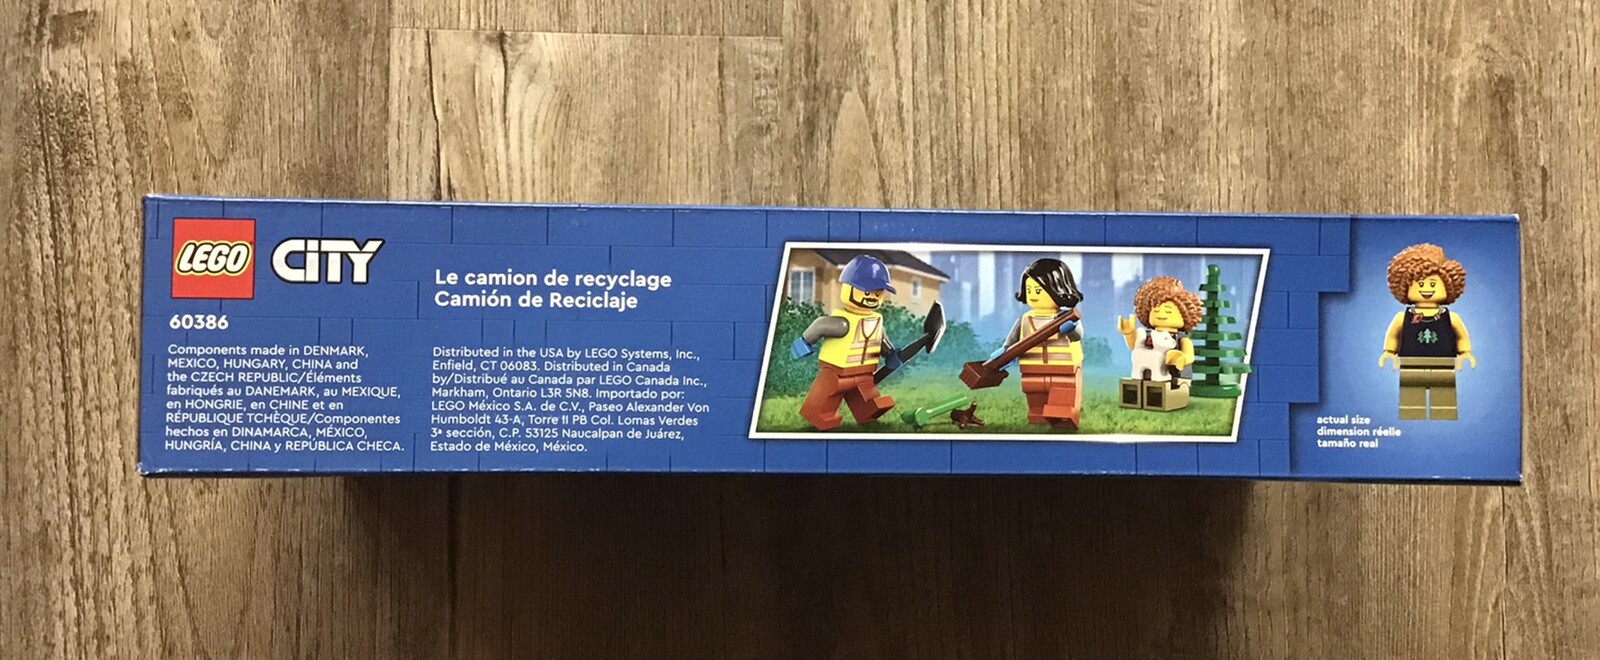 LEGO CITY
60386
Components made in DENMARK,
MEXICO, HUNGARY, CHINA and
the CZECH REPUBLIC/Éléments
fabriqués au DANEMARK, au MEXIQUE,
en HONGRIE, en CHINE et en
RÉPUBLIQUE TCHÈQUE/Componentes
hechos en DINAMARCA, MÉXICO,
HUNGRÍA, CHINA y REPÚBLICA CHECA.
Le camion de recyclage
Camión de Reciclaje
Distributed in the USA by LEGO Systems, Inc.,
Enfield, CT 06083. Distributed in Canada
by/Distribué au Canada par LEGO Canada Inc.,
Markham, Ontario L3R 5N8. Importado por:
LEGO México S.A. de C.V., Paseo Alexander Von
Humboldt 43-A, Torre II PB Col. Lomas Verdes
3ª sección, C.P. 53125 Naucalpan de Juárez,
Estado de México, México.
actual size
dimension réelle
tamaño real